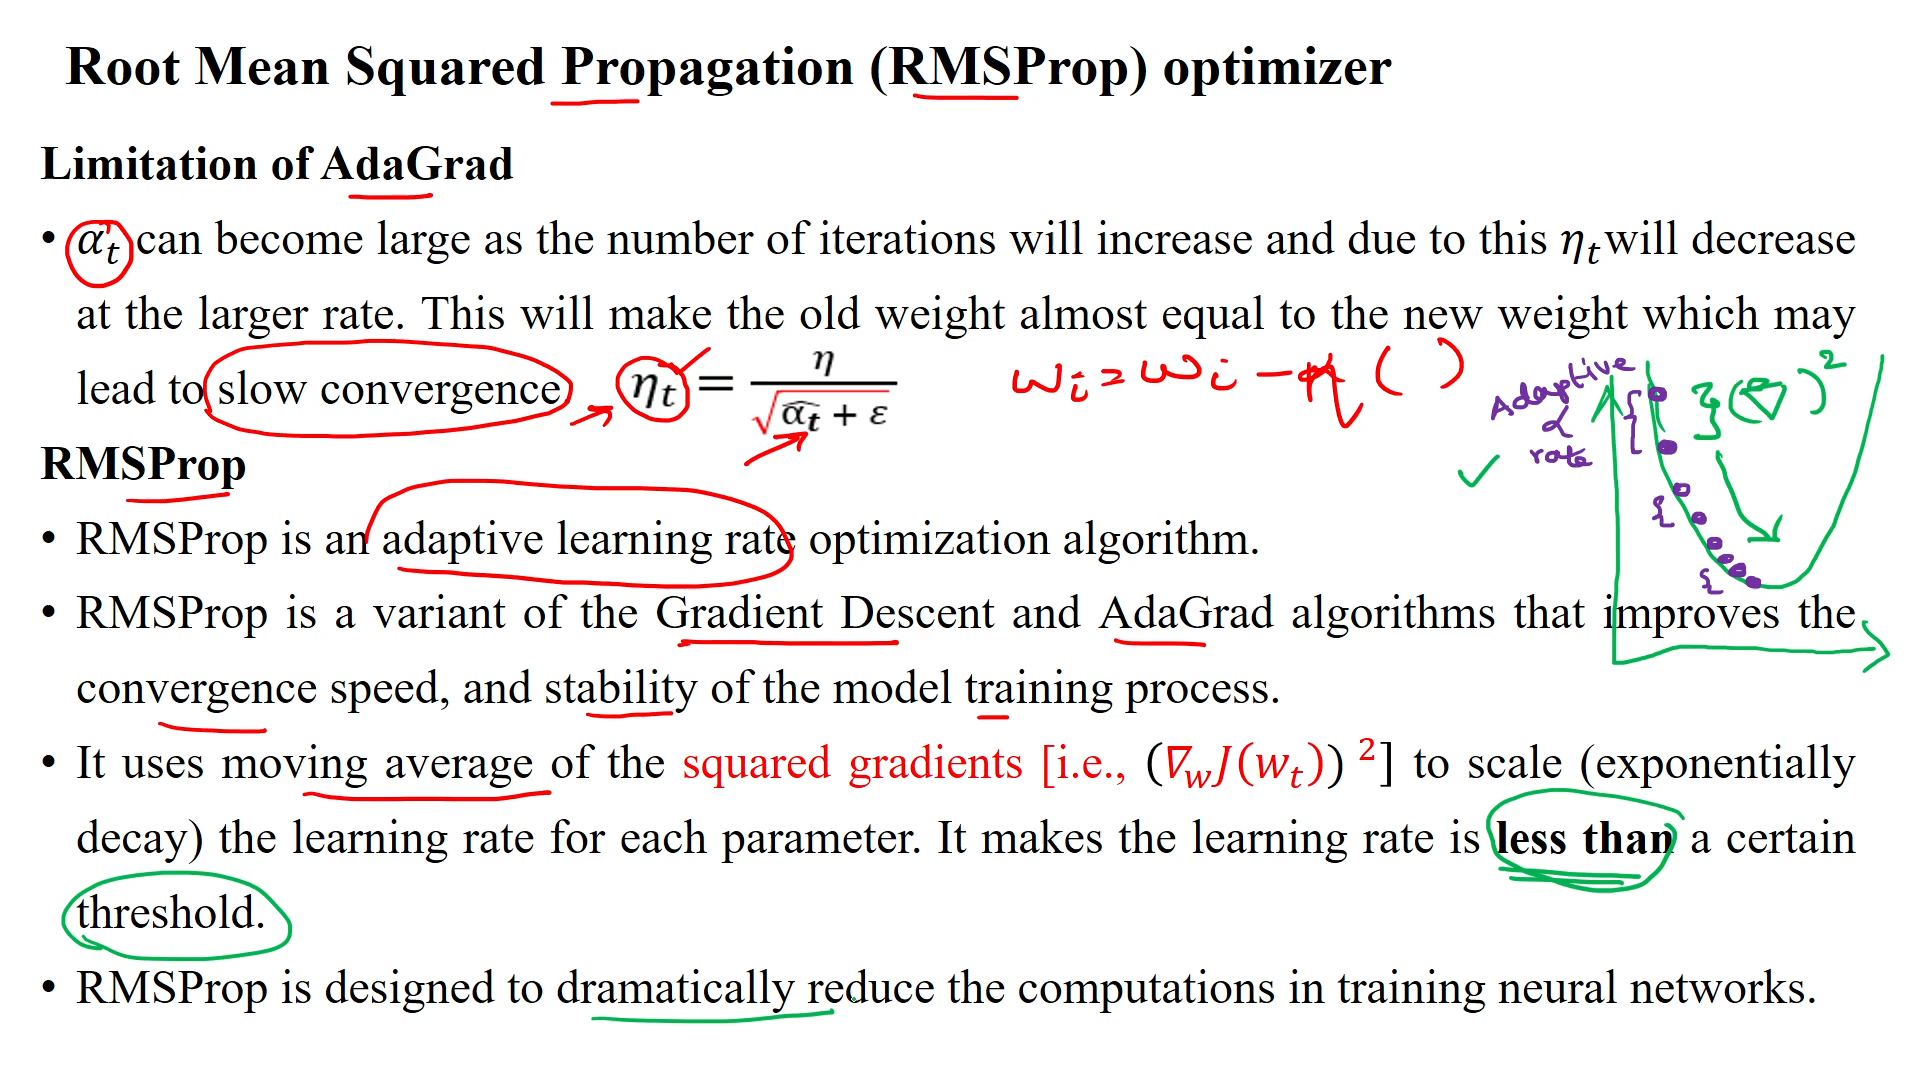 Root Mean Squared Propagation (RMSProp) optimizer
Limitation of AdaGrad
• αₜ can become large as the number of iterations will increase and due to this ηₜ will decrease
at the larger rate. This will make the old weight almost equal to the new weight which may
lead to slow convergence. ηₜ = η / √(α̂ₜ + ε) wᵢ = wᵢ – η ( )
Adaptive
α
rate
} (∇)²
RMSProp
• RMSProp is an adaptive learning rate optimization algorithm.
• RMSProp is a variant of the Gradient Descent and AdaGrad algorithms that improves the
convergence speed, and stability of the model training process.
• It uses moving average of the squared gradients [i.e., (∇wJ(wₜ)) ²] to scale (exponentially
decay) the learning rate for each parameter. It makes the learning rate is less than a certain
threshold.
• RMSProp is designed to dramatically reduce the computations in training neural networks.